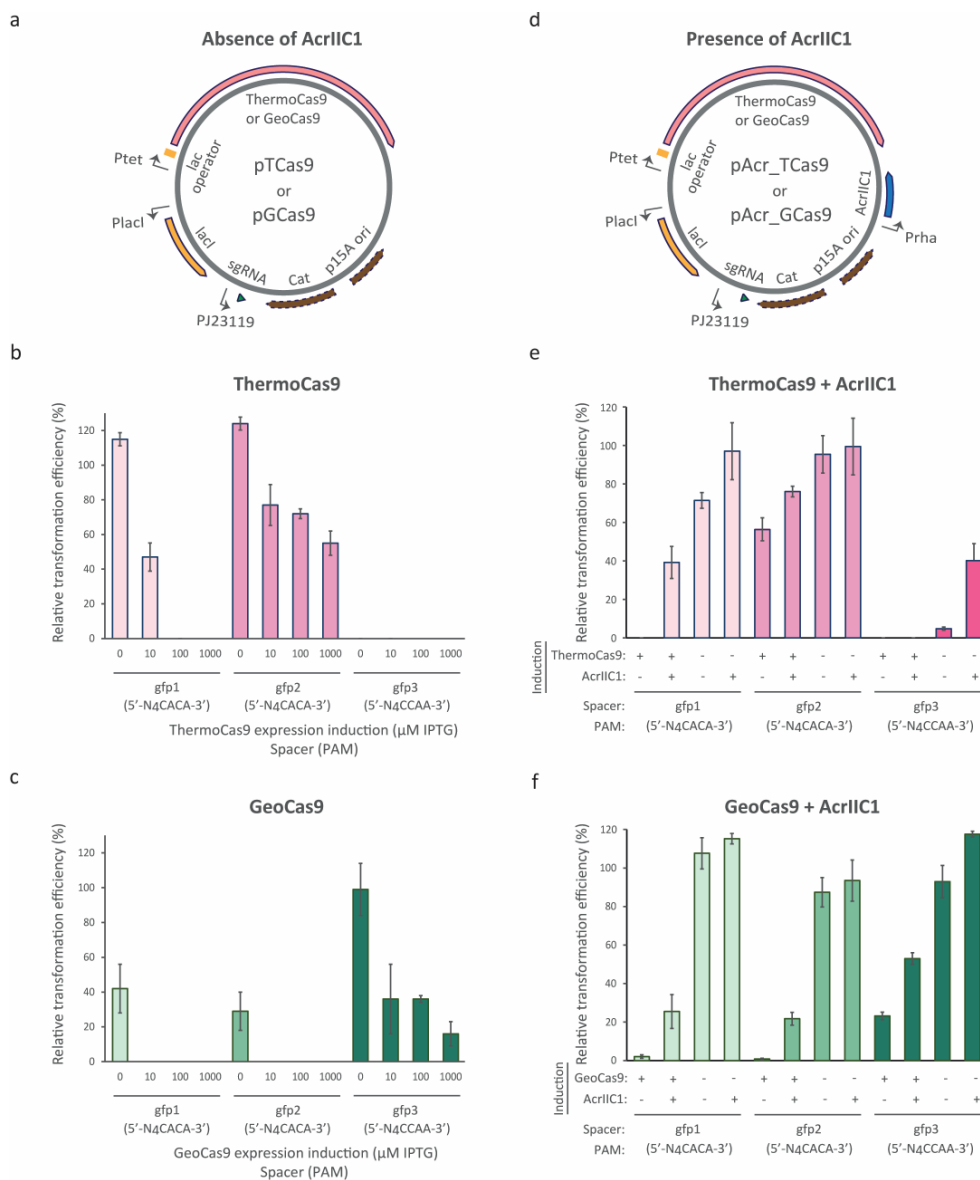 a
Absence of AcrIIC1
ThermoCas9
or GeoCas9
Ptet
lac
operator
pTCas9
or
pGCas9
PlacI
lacI
sgRNA
Cat
p15A ori
PJ23119
d
Presence of AcrIIC1
ThermoCas9
or GeoCas9
Ptet
lac
operator
pAcr_TCas9
or
pAcr_GCas9
AcrIIC1
PlacI
Prha
lacI
sgRNA
Cat
p15A ori
PJ23119
b
ThermoCas9
Relative transformation efficiency (%)
120
100
80
60
40
20
0
0 10 100 1000 0 10 100 1000 0 10 100 1000
gfp1 gfp2 gfp3
(5’-N4CACA-3’) (5’-N4CACA-3’) (5’-N4CCAA-3’)
ThermoCas9 expression induction (μM IPTG)
Spacer (PAM)
e
ThermoCas9 + AcrIIC1
Relative transformation efficiency (%)
120
100
80
60
40
20
0
Induction
ThermoCas9: + + - - + + - - + + - -
AcrIIC1: - + - + - + - + - + - +
Spacer: gfp1 gfp2 gfp3
PAM: (5’-N4CACA-3’) (5’-N4CACA-3’) (5’-N4CCAA-3’)
c
GeoCas9
Relative transformation efficiency (%)
120
100
80
60
40
20
0
0 10 100 1000 0 10 100 1000 0 10 100 1000
gfp1 gfp2 gfp3
(5’-N4CACA-3’) (5’-N4CACA-3’) (5’-N4CCAA-3’)
GeoCas9 expression induction (μM IPTG)
Spacer (PAM)
f
GeoCas9 + AcrIIC1
Relative transformation efficiency (%)
120
100
80
60
40
20
0
Induction
GeoCas9: + + - - + + - - + + - -
AcrIIC1: - + - + - + - + - + - +
Spacer: gfp1 gfp2 gfp3
PAM: (5’-N4CACA-3’) (5’-N4CACA-3’) (5’-N4CCAA-3’)